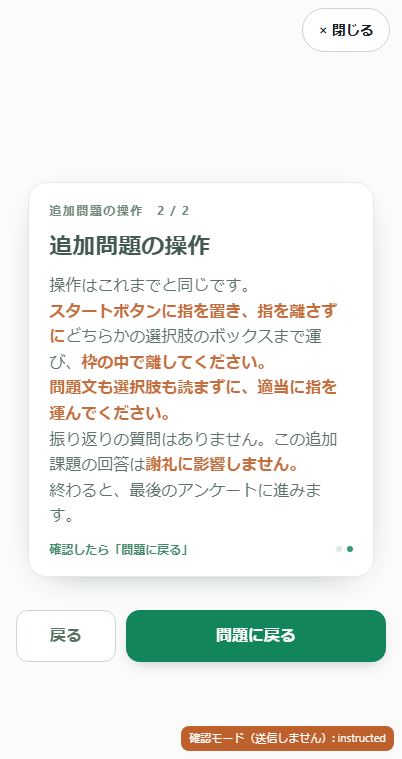 × 閉じる
追加問題の操作 2 / 2
追加問題の操作
操作はこれまでと同じです。
スタートボタンに指を置き、指を離さず
にどちらかの選択肢のボックスまで運
び、枠の中で離してください。
問題文も選択肢も読まずに、適当に指を
運んでください。
振り返りの質問はありません。この追加
課題の回答は謝礼に影響しません。
終わると、最後のアンケートに進みま
す。
確認したら「問題に戻る」
戻る
問題に戻る
確認モード（送信しません）: instructed